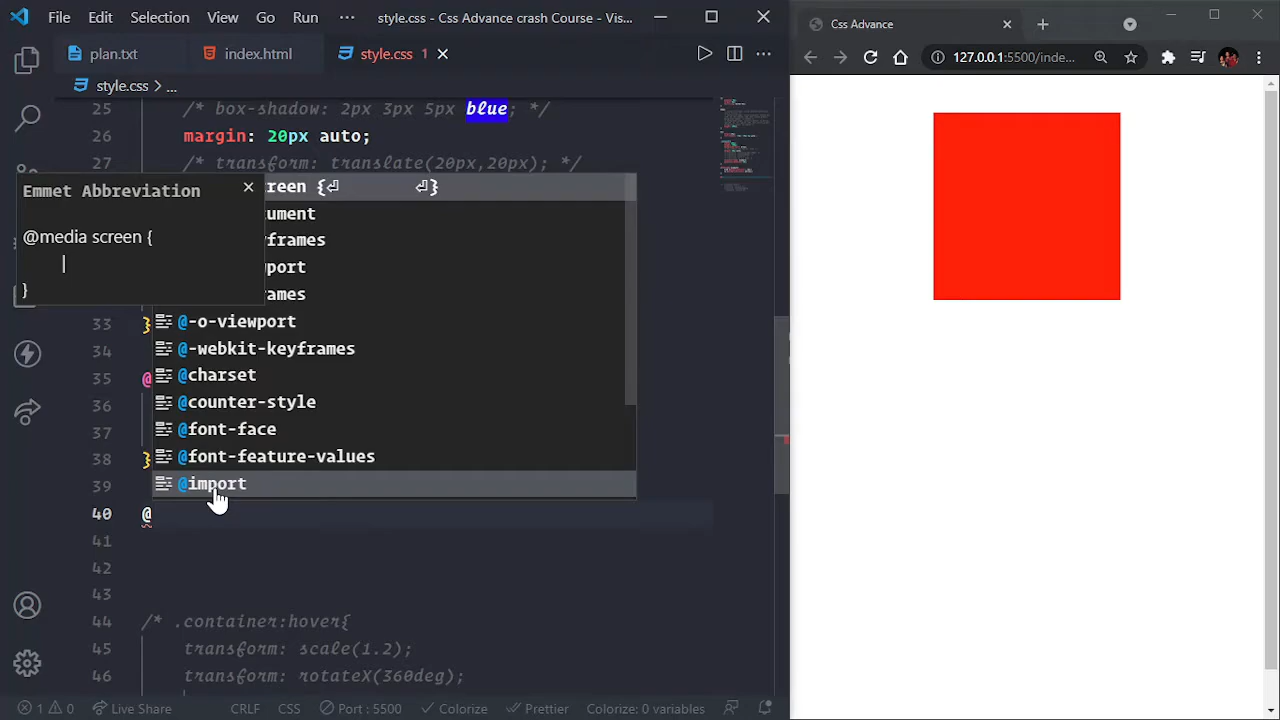 File Edit Selection View Go Run ··· style.css - Css Advance crash Course - Vis...
plan.txt index.html style.css 1
style.css > ...
25 /* box-shadow: 2px 3px 5px blue; */
26 margin: 20px auto;
27 /* transform: translate(20px,20px); */
Emmet Abbreviation
@media screen {
}
reen {⏎ ⏎}
ument
yframes
port
ames
@-o-viewport
@-webkit-keyframes
@charset
@counter-style
@font-face
@font-feature-values
@import
33 }
34
35 @
36
37
38 }
39
40 @
41
42
43
44 /* .container:hover{
45 transform: scale(1.2);
46 transform: rotateX(360deg);
1 0 Live Share CRLF CSS Port : 5500 Colorize Prettier Colorize: 0 variables
Css Advance
127.0.0.1:5500/inde...